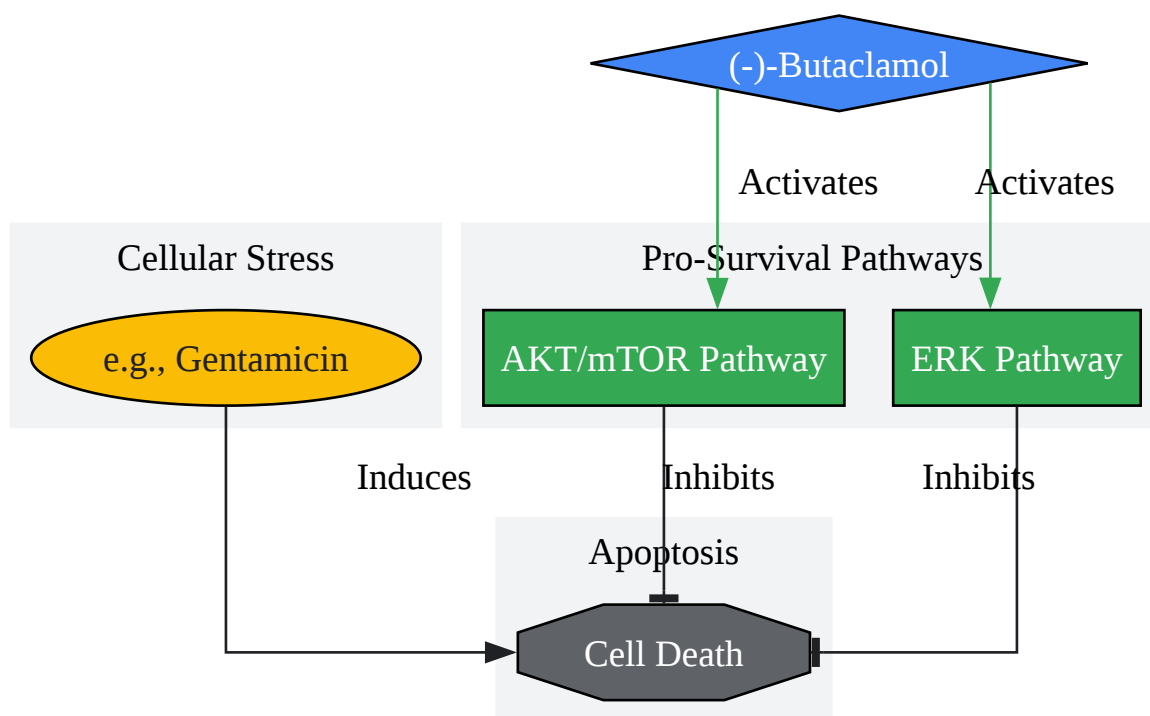 (-)-Butaclamol
Activates
Activates
Cellular Stress
Pro-Survival Pathways
e.g., Gentamicin
AKT/mTOR Pathway
ERK Pathway
Induces
Inhibits
Inhibits
Apoptosis
Cell Death